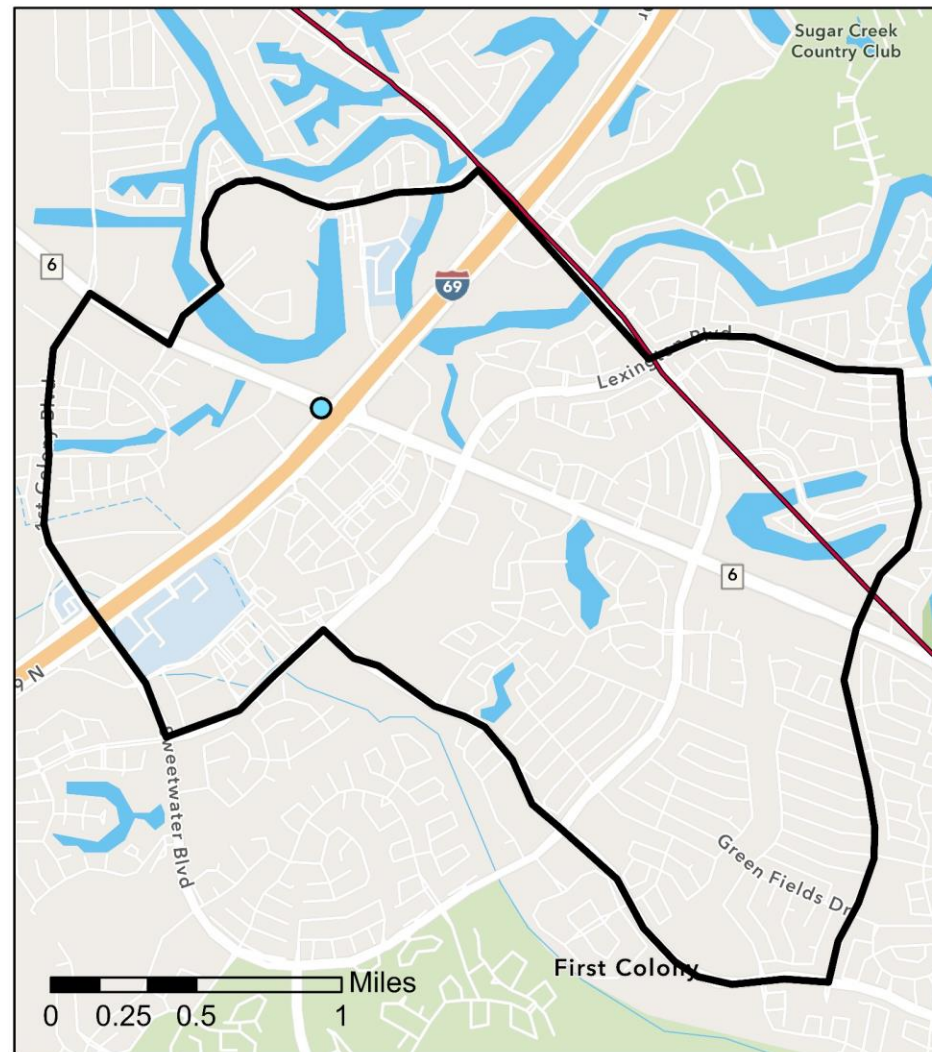 Sugar Creek
Country Club
6
69
Lexington Blvd
1st Colony Blvd
6
9 N
Sweetwater Blvd
Green Fields Dr
First Colony
Miles
0 0.25 0.5 1